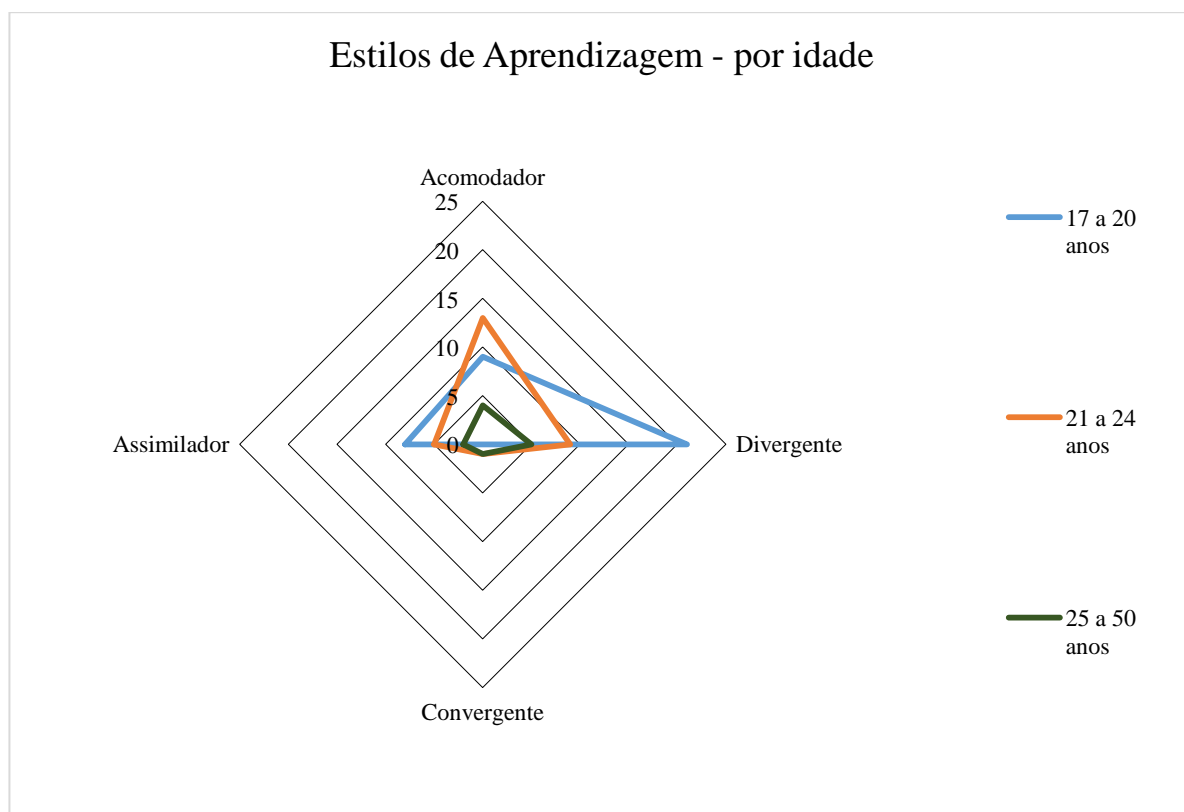 Estilos de Aprendizagem - por idade
Acomodador
25
20
15
10
5
0
Assimilador
Divergente
Convergente
17 a 20
anos
21 a 24
anos
25 a 50
anos